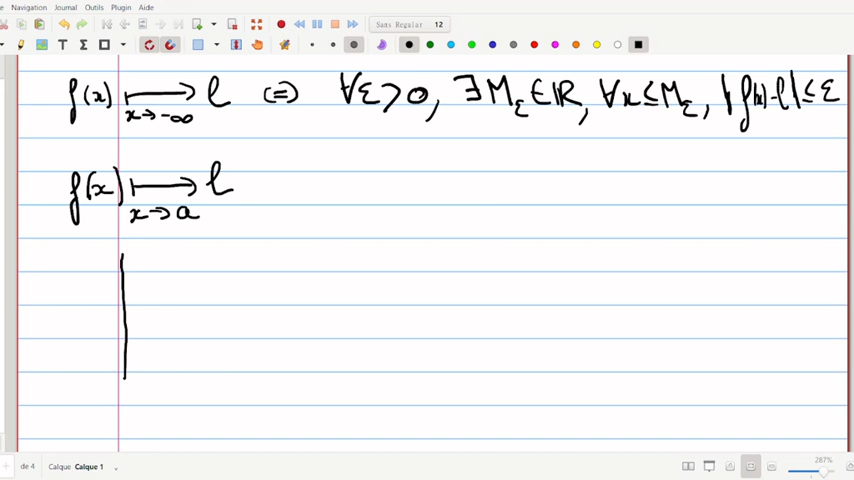 Navigation Journal Outils Plugin Aide
Sans Regular 12
f(x) ⟼ ℓ ⇔ ∀ε>0, ∃M_ε∈ℝ, ∀x≤M_ε, |f(x)-ℓ|≤ε
x→-∞
f(x) ⟼ ℓ
x→a
de 4 Calque Calque 1 287%